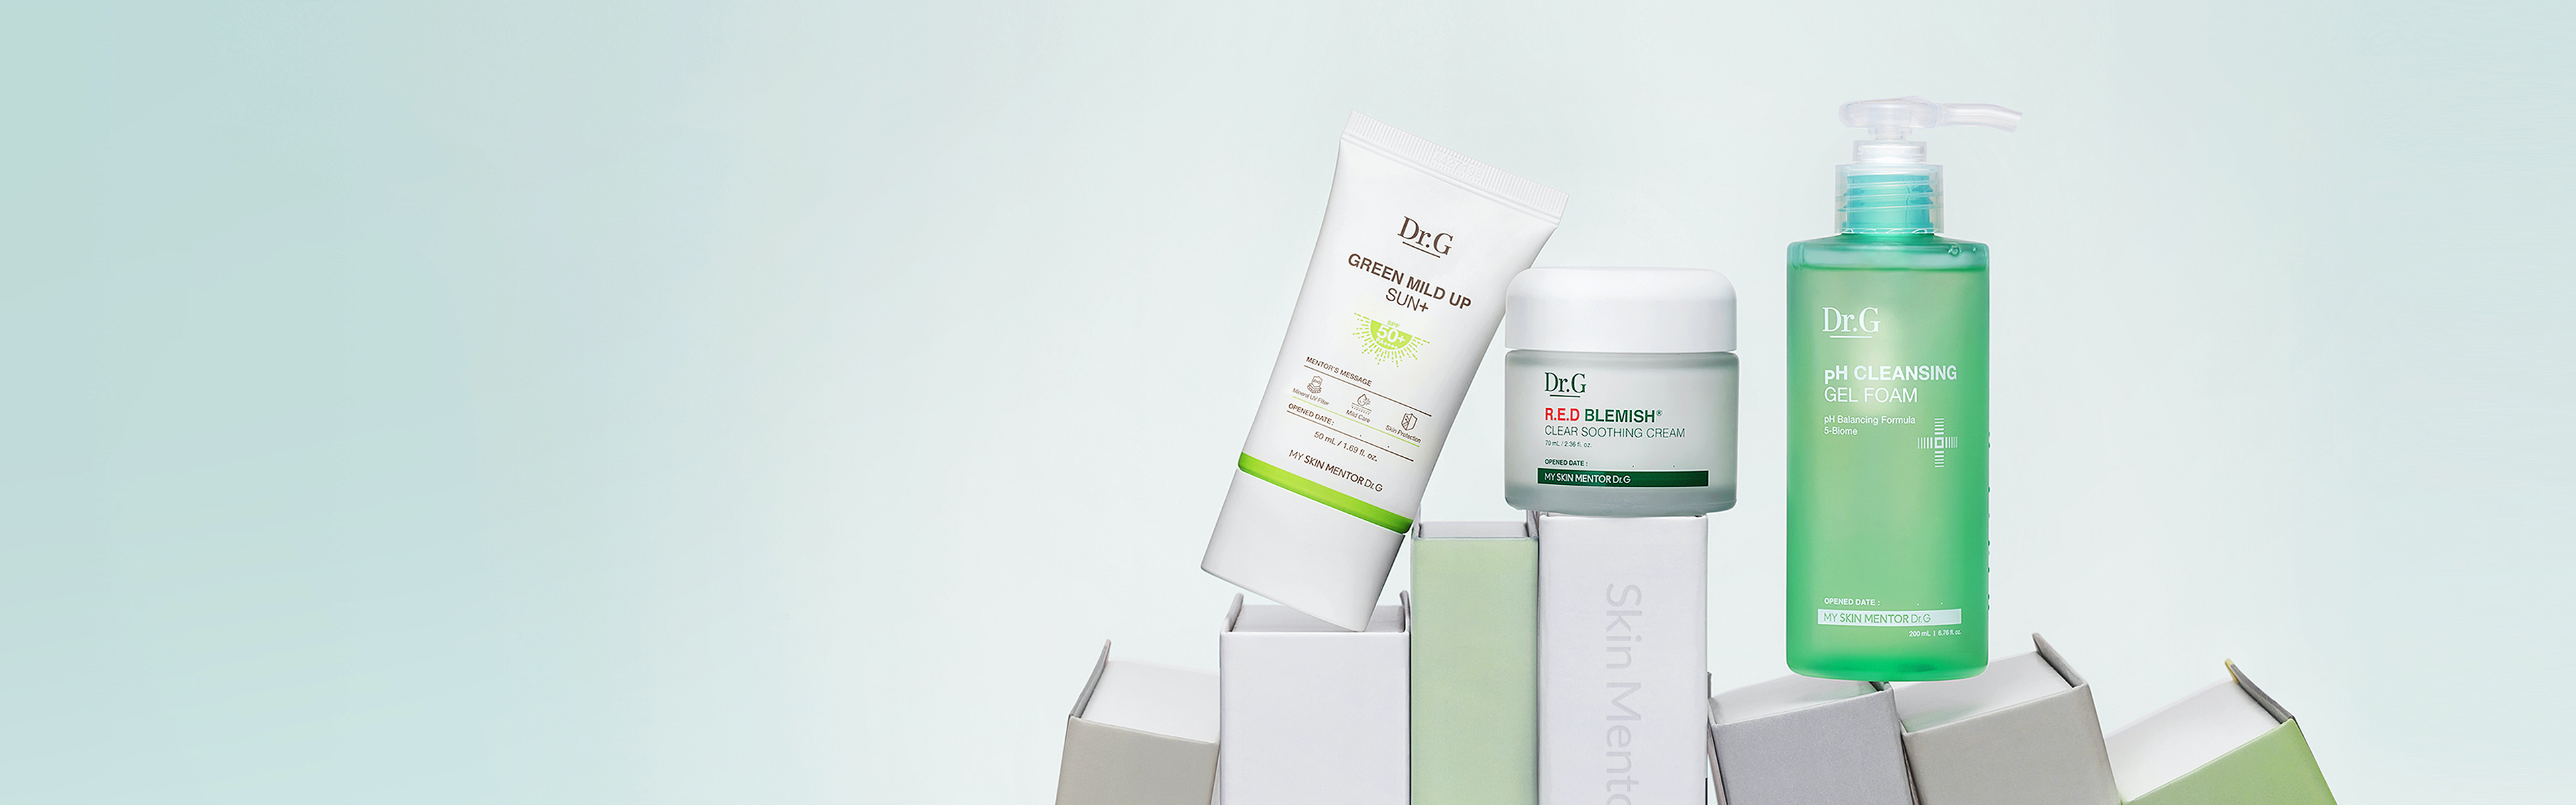 Dr.G
GREEN MILD UP
SUN+
SPF
50+
PA++++
MENTOR'S MESSAGE
Mineral UV Filter
Mild Care
Skin Protection
OPENED DATE :
50 mL / 1.69 fl. oz.
MY SKIN MENTOR Dr.G
Dr.G
R.E.D BLEMISH®
CLEAR SOOTHING CREAM
70 mL / 2.36 fl. oz.
OPENED DATE :
MY SKIN MENTOR Dr.G
Skin Mento
Dr.G
pH CLEANSING
GEL FOAM
pH Balancing Formula
5-Biome
OPENED DATE :
MY SKIN MENTOR Dr.G
200 mL | 6.76 fl. oz.